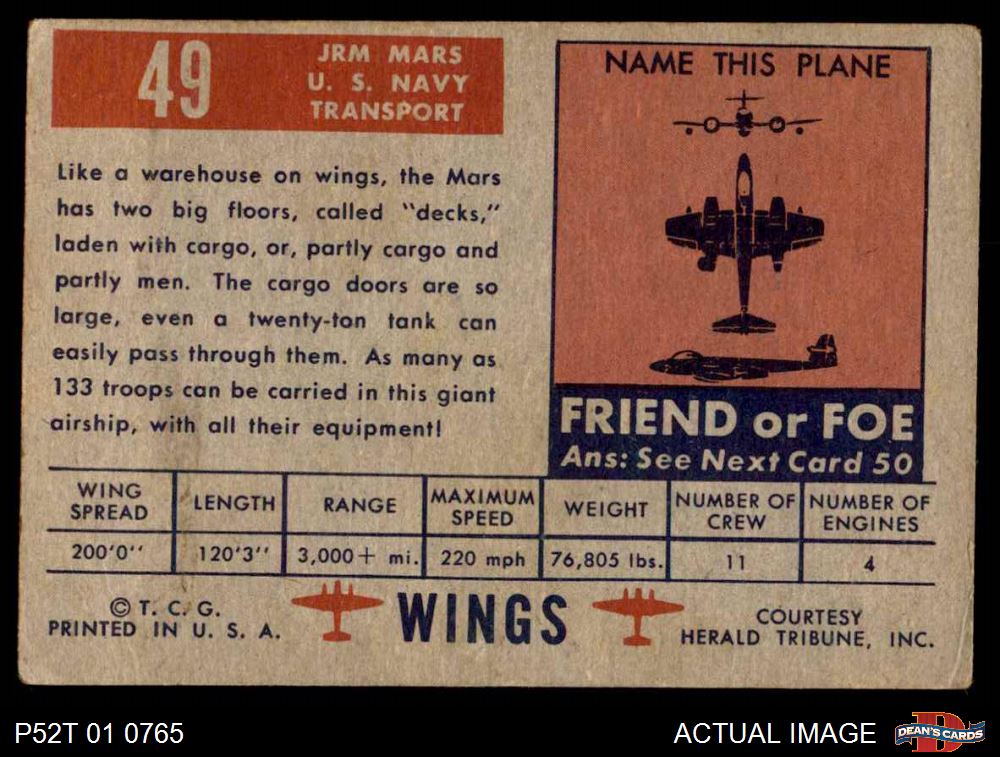 49
JRM MARS
U. S. NAVY
TRANSPORT
Like a warehouse on wings, the Mars
has two big floors, called "decks,"
laden with cargo, or, partly cargo and
partly men. The cargo doors are so
large, even a twenty-ton tank can
easily pass through them. As many as
133 troops can be carried in this giant
airship, with all their equipment!
NAME THIS PLANE
FRIEND or FOE
Ans: See Next Card 50
WING SPREAD LENGTH RANGE MAXIMUM SPEED WEIGHT NUMBER OF CREW NUMBER OF ENGINES
200'0'' 120'3'' 3,000+ mi. 220 mph 76,805 lbs. 11 4
© T. C. G.
PRINTED IN U. S. A.
WINGS
COURTESY
HERALD TRIBUNE, INC.
P52T 01 0765
ACTUAL IMAGE
D
DEAN'S CARDS